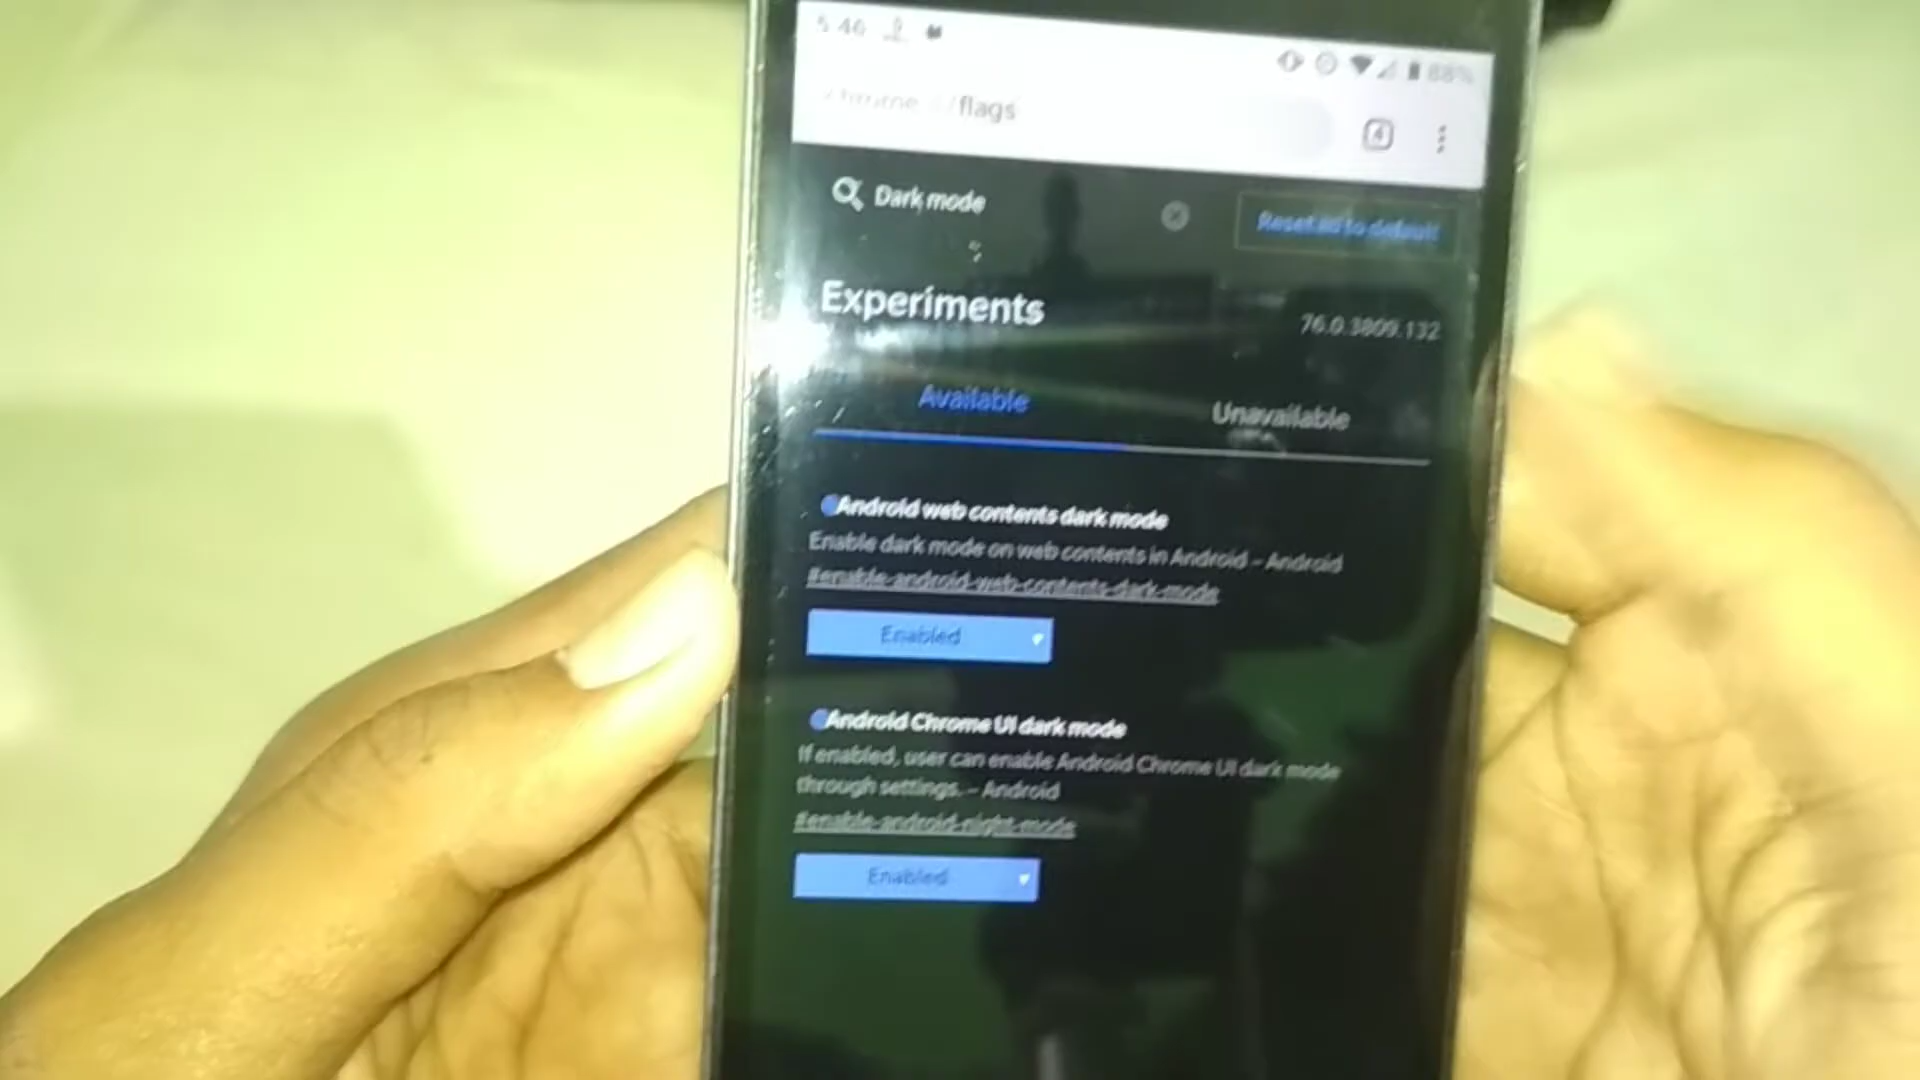 5:46
88%
chrome://flags
4
Dark mode
Reset all to default
Experiments
76.0.3809.132
Available
Unavailable
Android web contents dark mode
Enable dark mode on web contents in Android – Android
#enable-android-web-contents-dark-mode
Enabled
Android Chrome UI dark mode
If enabled, user can enable Android Chrome UI dark mode
through settings. – Android
#enable-android-night-mode
Enabled